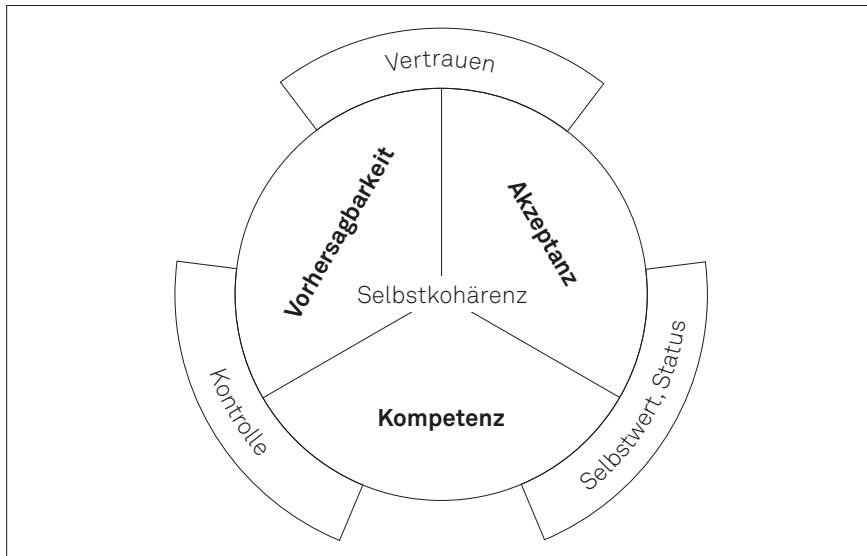 Vertrauen
Vorhersagbarkeit
Akzeptanz
Selbstkohärenz
Kontrolle
Kompetenz
Selbstwert, Status